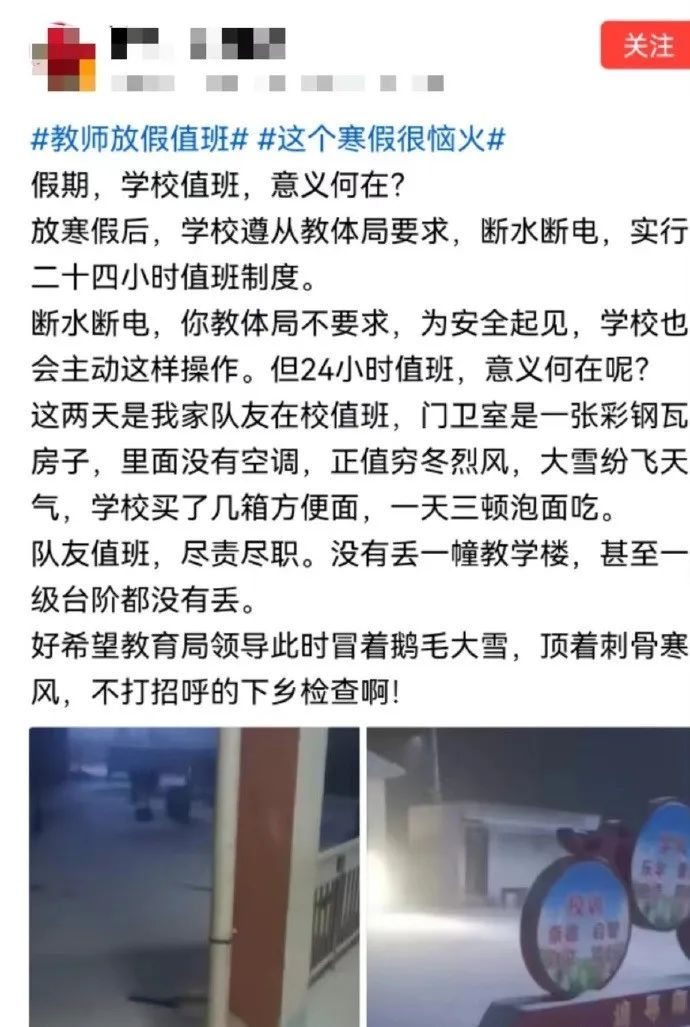 关注
#教师放假值班# #这个寒假很恼火#
假期，学校值班，意义何在？
放寒假后，学校遵从教体局要求，断水断电，实行
二十四小时值班制度。
断水断电，你教体局不要求，为安全起见，学校也
会主动这样操作。但24小时值班，意义何在呢？
这两天是我家队友在校值班，门卫室是一张彩钢瓦
房子，里面没有空调，正值穷冬烈风，大雪纷飞天
气，学校买了几箱方便面，一天三顿泡面吃。
队友值班，尽责尽职。没有丢一幢教学楼，甚至一
级台阶都没有丢。
好希望教育局领导此时冒着鹅毛大雪，顶着刺骨寒
风，不打招呼的下乡检查啊！
校训